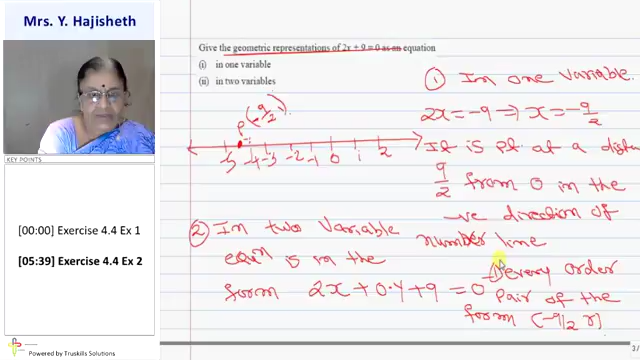 Mrs. Y. Hajisheth
KEY POINTS
[00:00] Exercise 4.4 Ex 1
[05:39] Exercise 4.4 Ex 2
Powered by Truskills Solutions
Give the geometric representations of 2x + 9 = 0 as an equation
(i) in one variable
(ii) in two variables
P(-9/2)
-5 -4 -3 -2 -1 0 1 2
① In one variable.
2x = -9 ⇒ x = -9/2
It is pt. at a dista
9/2 from 0 in the
-ve direction of
number line
② In two variable
equn is in the
form 2x + 0.y + 9 = 0
every order
pair of the
form (-9/2 r)
3 /